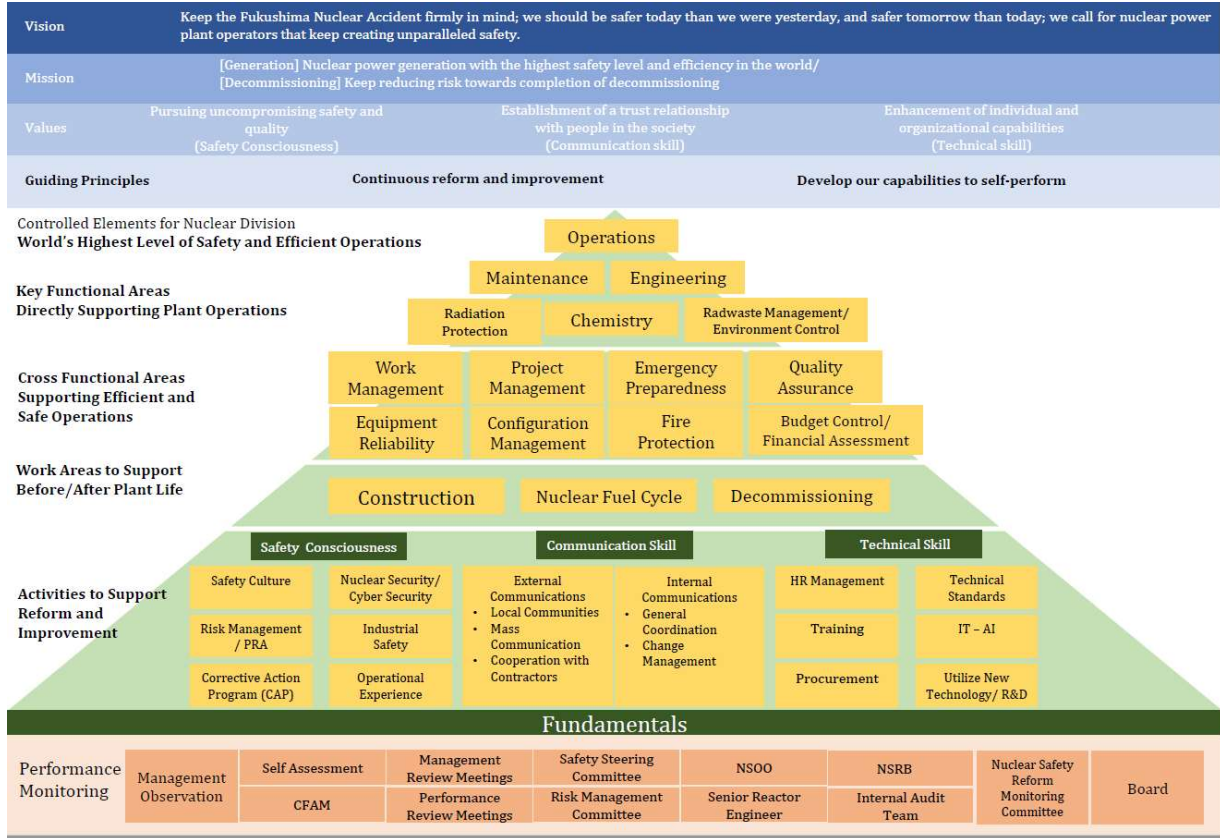 Vision
Keep the Fukushima Nuclear Accident firmly in mind; we should be safer today than we were yesterday, and safer tomorrow than today; we call for nuclear power
plant operators that keep creating unparalleled safety.
Mission
[Generation] Nuclear power generation with the highest safety level and efficiency in the world/
[Decommissioning] Keep reducing risk towards completion of decommissioning
Values
Pursuing uncompromising safety and
quality
(Safety Consciousness)
Establishment of a trust relationship
with people in the society
(Communication skill)
Enhancement of individual and
organizational capabilities
(Technical skill)
Guiding Principles
Continuous reform and improvement
Develop our capabilities to self-perform
Controlled Elements for Nuclear Division
World's Highest Level of Safety and Efficient Operations
Operations
Key Functional Areas
Directly Supporting Plant Operations
Maintenance
Engineering
Radiation
Protection
Chemistry
Radwaste Management/
Environment Control
Cross Functional Areas
Supporting Efficient and
Safe Operations
Work
Management
Project
Management
Emergency
Preparedness
Quality
Assurance
Equipment
Reliability
Configuration
Management
Fire
Protection
Budget Control/
Financial Assessment
Work Areas to Support
Before/After Plant Life
Construction
Nuclear Fuel Cycle
Decommissioning
Activities to Support
Reform and
Improvement
Safety Consciousness
Communication Skill
Technical Skill
Safety Culture
Nuclear Security/
Cyber Security
Risk Management
/ PRA
Industrial
Safety
Corrective Action
Program (CAP)
Operational
Experience
External
Communications
• Local Communities
• Mass
Communication
• Cooperation with
Contractors
Internal
Communications
• General
Coordination
• Change
Management
HR Management
Technical
Standards
Training
IT – AI
Procurement
Utilize New
Technology/ R&D
Fundamentals
Performance
Monitoring
Management
Observation
Self Assessment
CFAM
Management
Review Meetings
Performance
Review Meetings
Safety Steering
Committee
Risk Management
Committee
NSOO
Senior Reactor
Engineer
NSRB
Internal Audit
Team
Nuclear Safety
Reform
Monitoring
Committee
Board